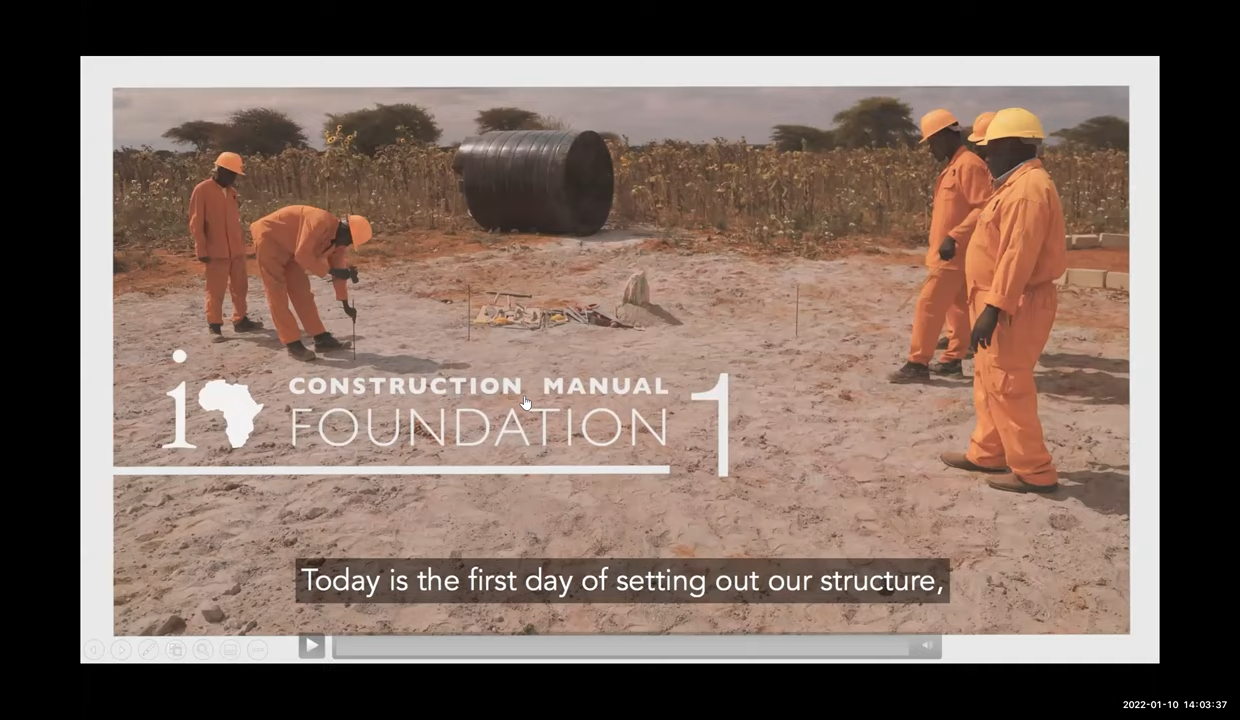 i
CONSTRUCTION MANUAL
FOUNDATION
1
Today is the first day of setting out our structure,
2022-01-10 14:03:37